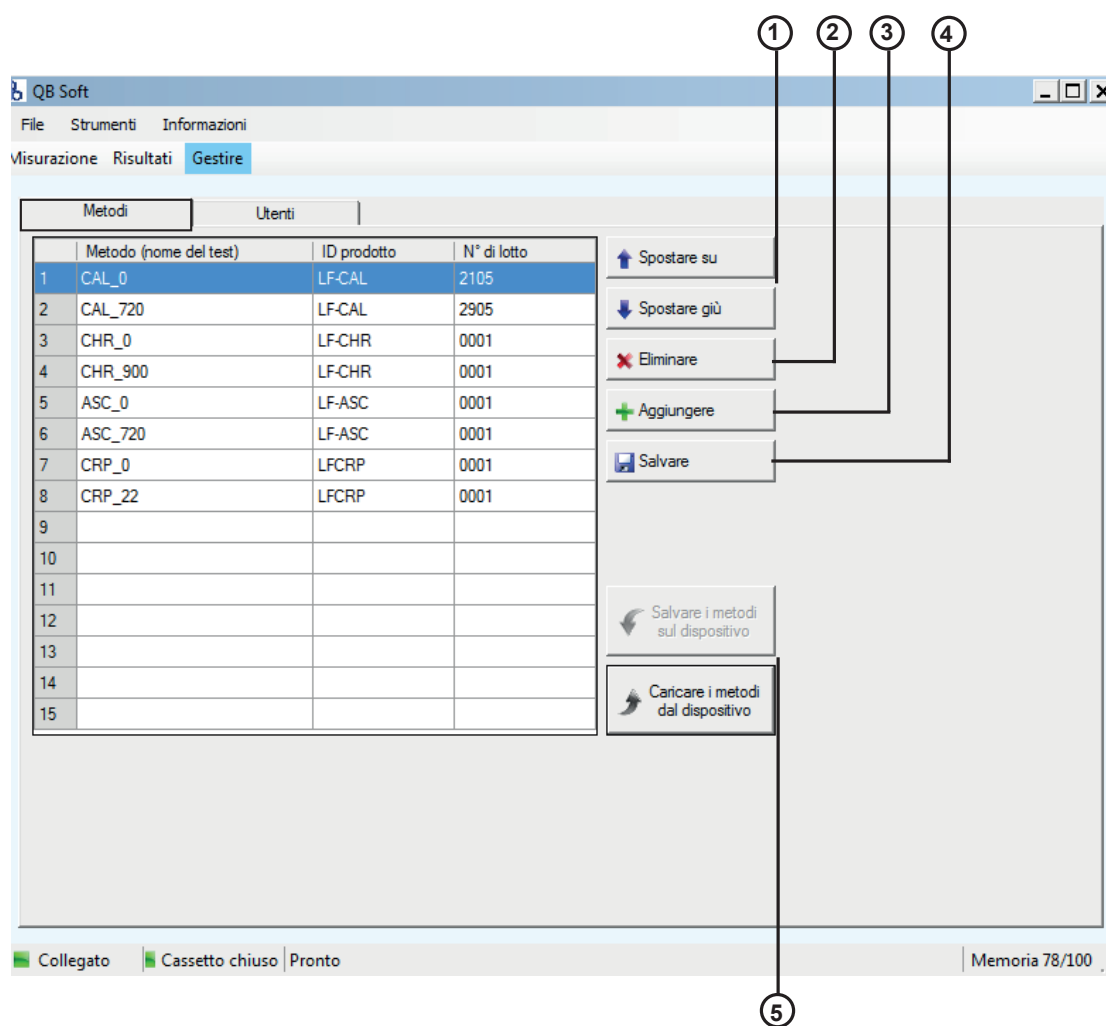 1 2 3 4
QB Soft
File Strumenti Informazioni
Misurazione Risultati Gestire
Metodi Utenti
Metodo (nome del test) ID prodotto N° di lotto
1 CAL_0 LF-CAL 2105
2 CAL_720 LF-CAL 2905
3 CHR_0 LF-CHR 0001
4 CHR_900 LF-CHR 0001
5 ASC_0 LF-ASC 0001
6 ASC_720 LF-ASC 0001
7 CRP_0 LFCRP 0001
8 CRP_22 LFCRP 0001
9
10
11
12
13
14
15
Spostare su
Spostare giù
Eliminare
Aggiungere
Salvare
Salvare i metodi
sul dispositivo
Caricare i metodi
dal dispositivo
Collegato Cassetto chiuso Pronto Memoria 78/100
5